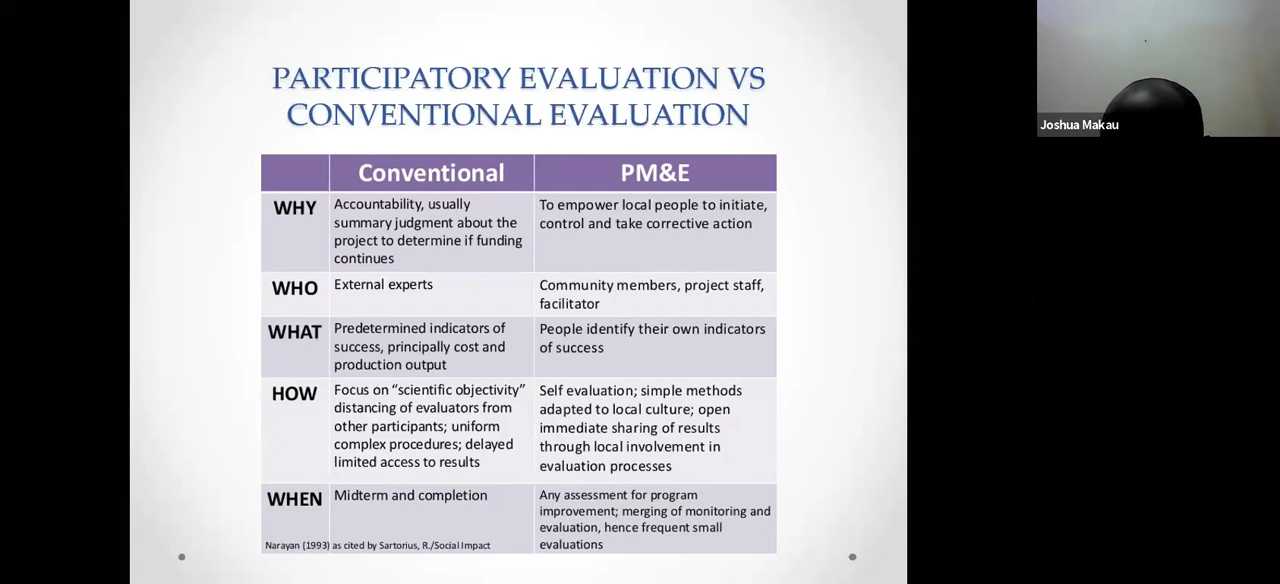 PARTICIPATORY EVALUATION VS
CONVENTIONAL EVALUATION
Conventional
PM&E
WHY
Accountability, usually
summary judgment about the
project to determine if funding
continues
To empower local people to initiate,
control and take corrective action
WHO
External experts
Community members, project staff,
facilitator
WHAT
Predetermined indicators of
success, principally cost and
production output
People identify their own indicators
of success
HOW
Focus on “scientific objectivity”
distancing of evaluators from
other participants; uniform
complex procedures; delayed
limited access to results
Self evaluation; simple methods
adapted to local culture; open
immediate sharing of results
through local involvement in
evaluation processes
WHEN
Midterm and completion
Any assessment for program
improvement; merging of monitoring and
evaluation, hence frequent small
evaluations
Narayan (1993) as cited by Sartorius, R./Social Impact
Joshua Makau